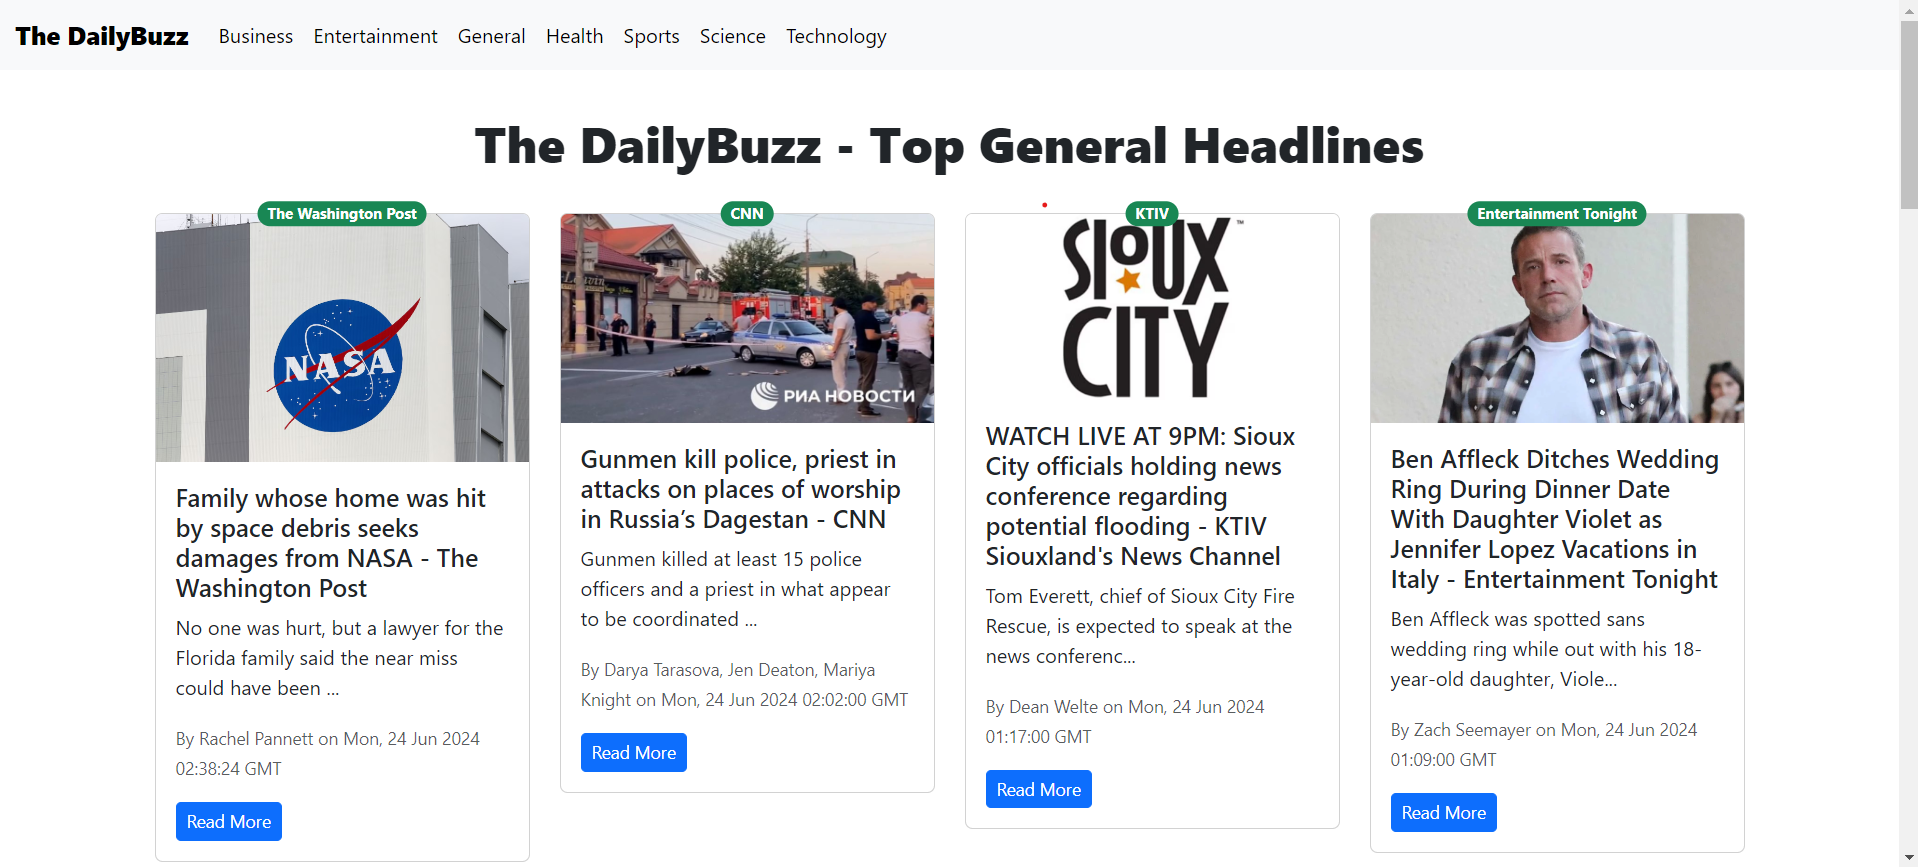 The DailyBuzz
Business
Entertainment
General
Health
Sports
Science
Technology
The DailyBuzz - Top General Headlines
The Washington Post
NASA
Family whose home was hit
by space debris seeks
damages from NASA - The
Washington Post
No one was hurt, but a lawyer for the
Florida family said the near miss
could have been ...
By Rachel Pannett on Mon, 24 Jun 2024
02:38:24 GMT
Read More
CNN
РИА НОВОСТИ
Gunmen kill police, priest in
attacks on places of worship
in Russia’s Dagestan - CNN
Gunmen killed at least 15 police
officers and a priest in what appear
to be coordinated ...
By Darya Tarasova, Jen Deaton, Mariya
Knight on Mon, 24 Jun 2024 02:02:00 GMT
Read More
KTIV
SIOUX ™
CITY
WATCH LIVE AT 9PM: Sioux
City officials holding news
conference regarding
potential flooding - KTIV
Siouxland's News Channel
Tom Everett, chief of Sioux City Fire
Rescue, is expected to speak at the
news conferenc...
By Dean Welte on Mon, 24 Jun 2024
01:17:00 GMT
Read More
Entertainment Tonight
Ben Affleck Ditches Wedding
Ring During Dinner Date
With Daughter Violet as
Jennifer Lopez Vacations in
Italy - Entertainment Tonight
Ben Affleck was spotted sans
wedding ring while out with his 18-
year-old daughter, Viole...
By Zach Seemayer on Mon, 24 Jun 2024
01:09:00 GMT
Read More